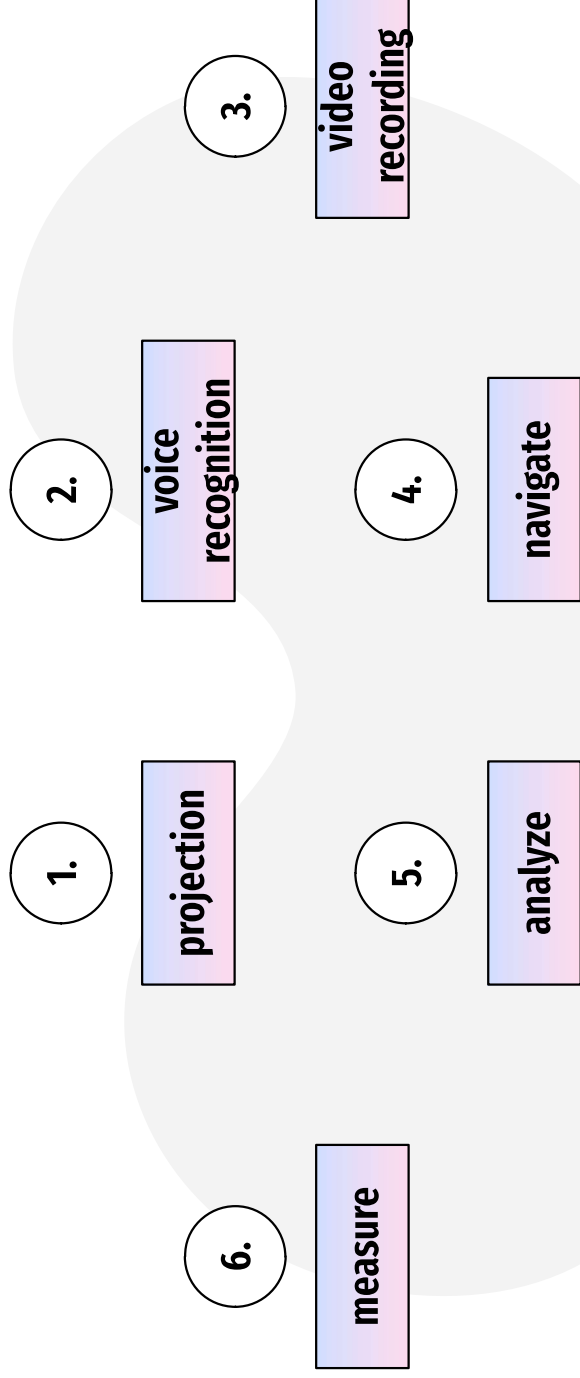 1.
projection
2.
voice
recognition
3.
video
recording
4.
navigate
5.
analyze
6.
measure